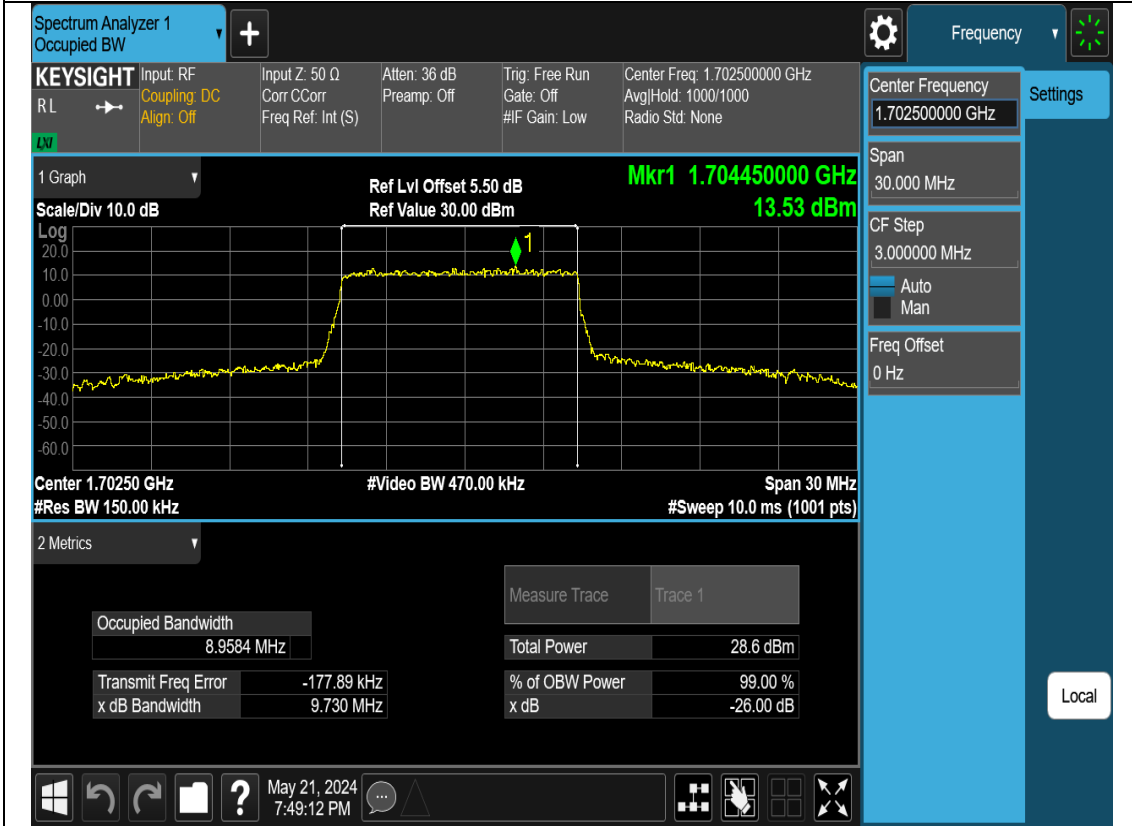 Spectrum Analyzer 1
Occupied BW
Frequency
KEYSIGHT
R L
LXI
Input: RF
Coupling: DC
Align: Off
Input Z: 50 Ω
Corr CCorr
Freq Ref: Int (S)
Atten: 36 dB
Preamp: Off
Trig: Free Run
Gate: Off
#IF Gain: Low
Center Freq: 1.702500000 GHz
Avg|Hold: 1000/1000
Radio Std: None
Center Frequency
1.702500000 GHz
Settings
Span
30.000 MHz
CF Step
3.000000 MHz
Auto
Man
Freq Offset
0 Hz
Local
1 Graph
Scale/Div 10.0 dB
Ref Lvl Offset 5.50 dB
Ref Value 30.00 dBm
Mkr1 1.704450000 GHz
13.53 dBm
Log
1
20.0
10.0
0.00
-10.0
-20.0
-30.0
-40.0
-50.0
-60.0
Center 1.70250 GHz
#Video BW 470.00 kHz
Span 30 MHz
#Res BW 150.00 kHz
#Sweep 10.0 ms (1001 pts)
2 Metrics
Measure Trace Trace 1
Occupied Bandwidth
8.9584 MHz
Total Power 28.6 dBm
Transmit Freq Error -177.89 kHz
% of OBW Power 99.00 %
x dB Bandwidth 9.730 MHz
x dB -26.00 dB
?
May 21, 2024
7:49:12 PM